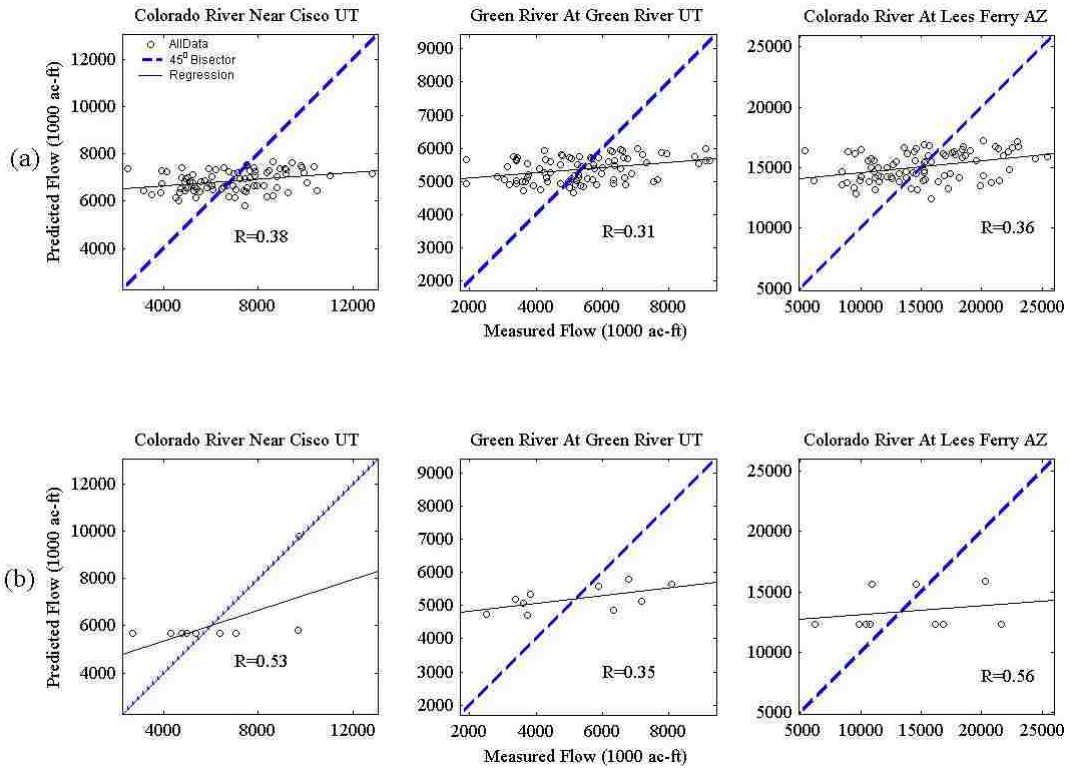 Colorado River Near Cisco UT
Green River At Green River UT
Colorado River At Lees Ferry AZ
(a)
Predicted Flow (1000 ac-ft)
12000
10000
8000
6000
4000
AllData
45⁰ Bisector
Regression
R=0.38
4000 8000 12000
9000
8000
7000
6000
5000
4000
3000
2000
R=0.31
2000 4000 6000 8000
Measured Flow (1000 ac-ft)
25000
20000
15000
10000
5000
R=0.36
5000 10000 15000 20000 25000
Colorado River Near Cisco UT
Green River At Green River UT
Colorado River At Lees Ferry AZ
(b)
Predicted Flow (1000 ac-ft)
12000
10000
8000
6000
4000
R=0.53
4000 8000 12000
9000
8000
7000
6000
5000
4000
3000
2000
R=0.35
2000 4000 6000 8000
Measured Flow (1000 ac-ft)
25000
20000
15000
10000
5000
R=0.56
5000 10000 15000 20000 25000